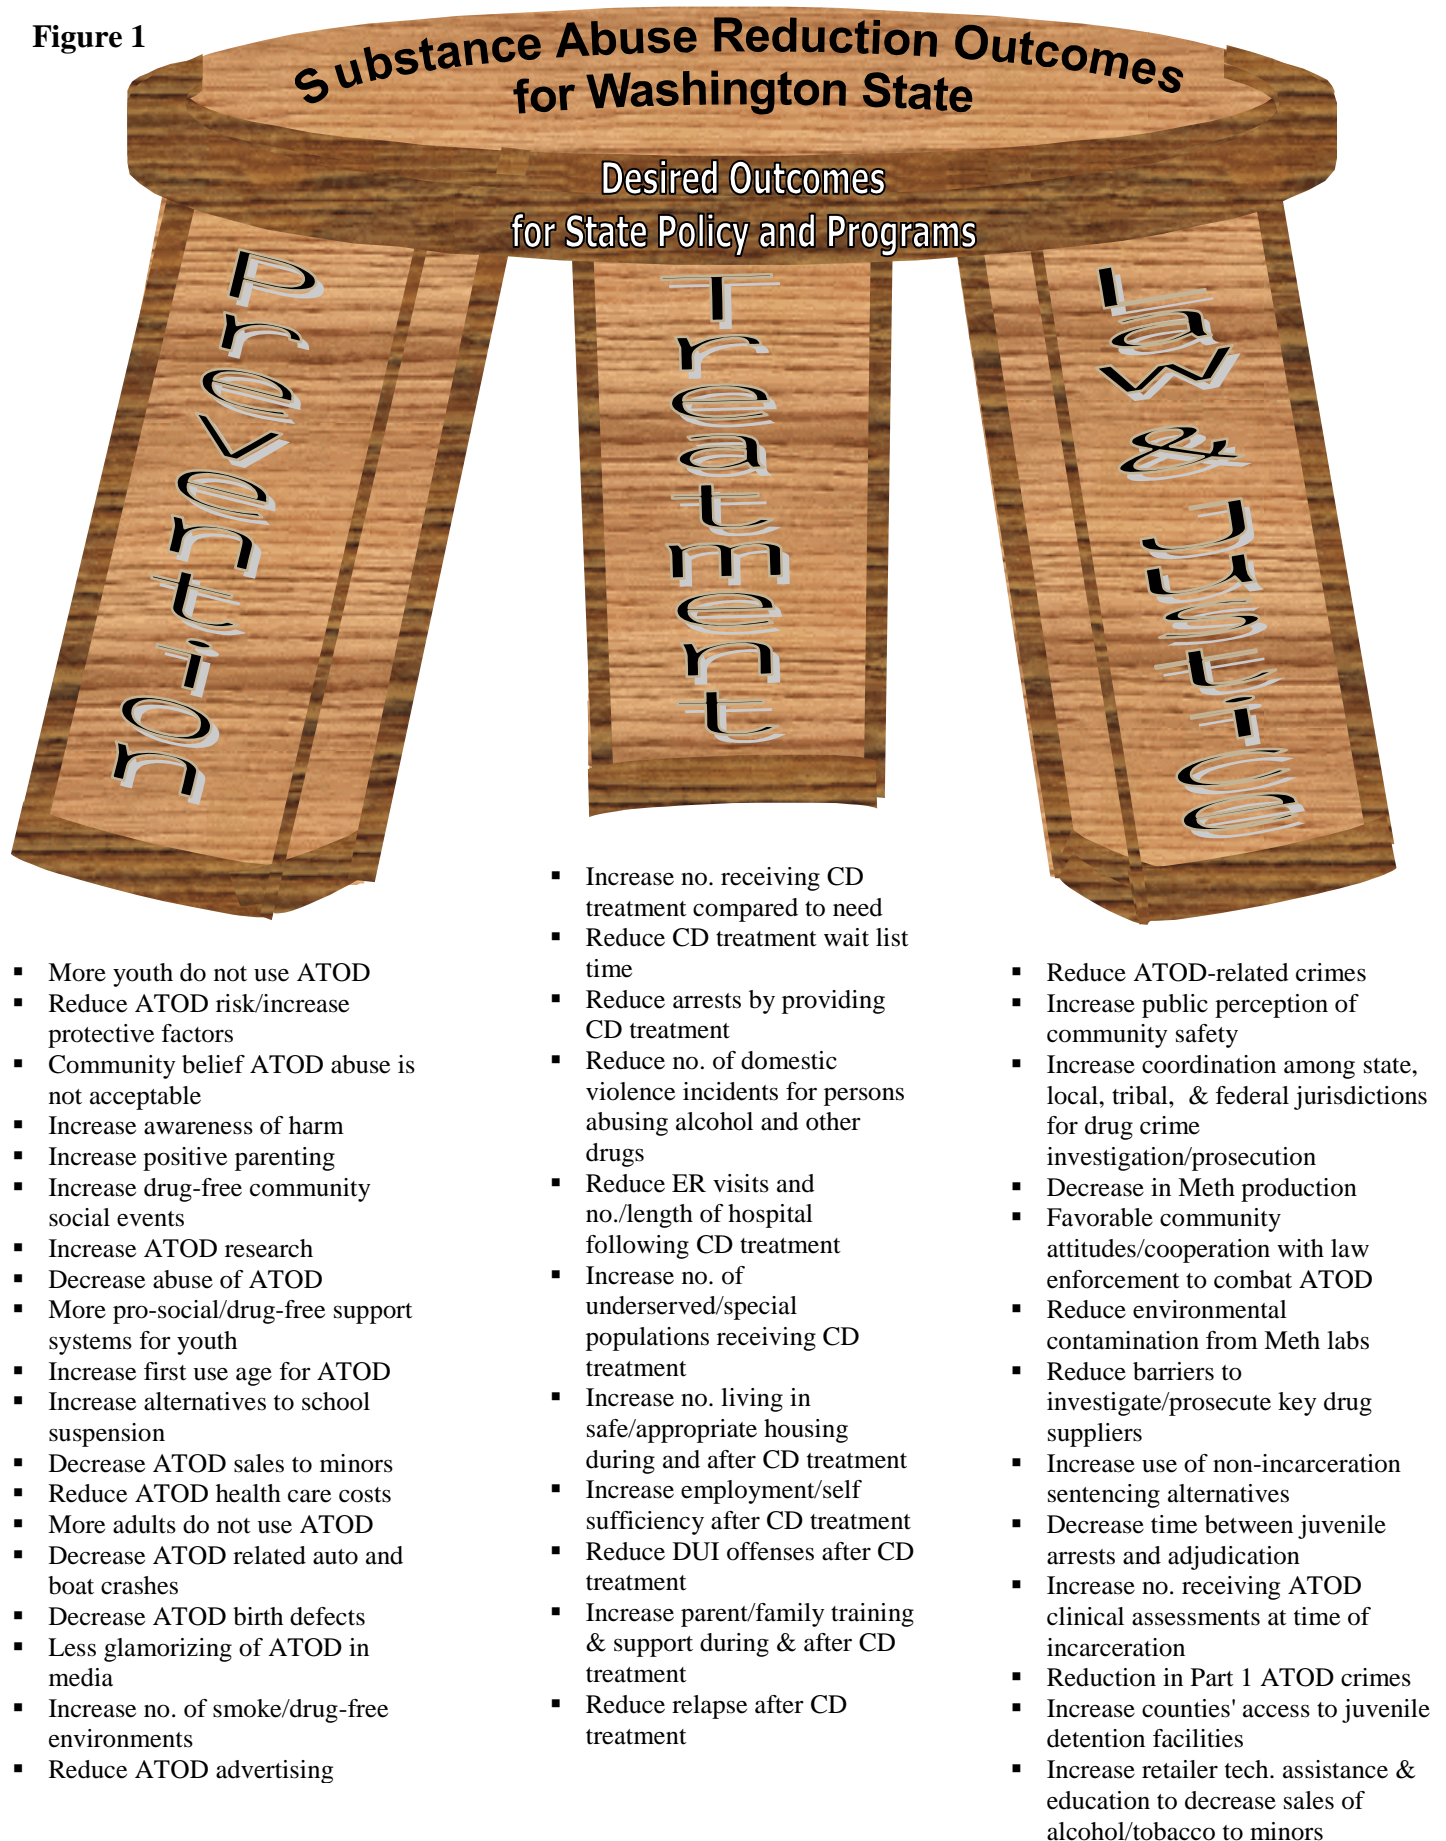 Figure 1
Substance Abuse Reduction Outcomes
for Washington State
Desired Outcomes
for State Policy and Programs
Prevention
Treatment
Law & Justice
▪ More youth do not use ATOD
▪ Reduce ATOD risk/increase
protective factors
▪ Community belief ATOD abuse is
not acceptable
▪ Increase awareness of harm
▪ Increase positive parenting
▪ Increase drug-free community
social events
▪ Increase ATOD research
▪ Decrease abuse of ATOD
▪ More pro-social/drug-free support
systems for youth
▪ Increase first use age for ATOD
▪ Increase alternatives to school
suspension
▪ Decrease ATOD sales to minors
▪ Reduce ATOD health care costs
▪ More adults do not use ATOD
▪ Decrease ATOD related auto and
boat crashes
▪ Decrease ATOD birth defects
▪ Less glamorizing of ATOD in
media
▪ Increase no. of smoke/drug-free
environments
▪ Reduce ATOD advertising
▪ Increase no. receiving CD
treatment compared to need
▪ Reduce CD treatment wait list
time
▪ Reduce arrests by providing
CD treatment
▪ Reduce no. of domestic
violence incidents for persons
abusing alcohol and other
drugs
▪ Reduce ER visits and
no./length of hospital
following CD treatment
▪ Increase no. of
underserved/special
populations receiving CD
treatment
▪ Increase no. living in
safe/appropriate housing
during and after CD treatment
▪ Increase employment/self
sufficiency after CD treatment
▪ Reduce DUI offenses after CD
treatment
▪ Increase parent/family training
& support during & after CD
treatment
▪ Reduce relapse after CD
treatment
▪ Reduce ATOD-related crimes
▪ Increase public perception of
community safety
▪ Increase coordination among state,
local, tribal, & federal jurisdictions
for drug crime
investigation/prosecution
▪ Decrease in Meth production
▪ Favorable community
attitudes/cooperation with law
enforcement to combat ATOD
▪ Reduce environmental
contamination from Meth labs
▪ Reduce barriers to
investigate/prosecute key drug
suppliers
▪ Increase use of non-incarceration
sentencing alternatives
▪ Decrease time between juvenile
arrests and adjudication
▪ Increase no. receiving ATOD
clinical assessments at time of
incarceration
▪ Reduction in Part 1 ATOD crimes
▪ Increase counties' access to juvenile
detention facilities
▪ Increase retailer tech. assistance &
education to decrease sales of
alcohol/tobacco to minors